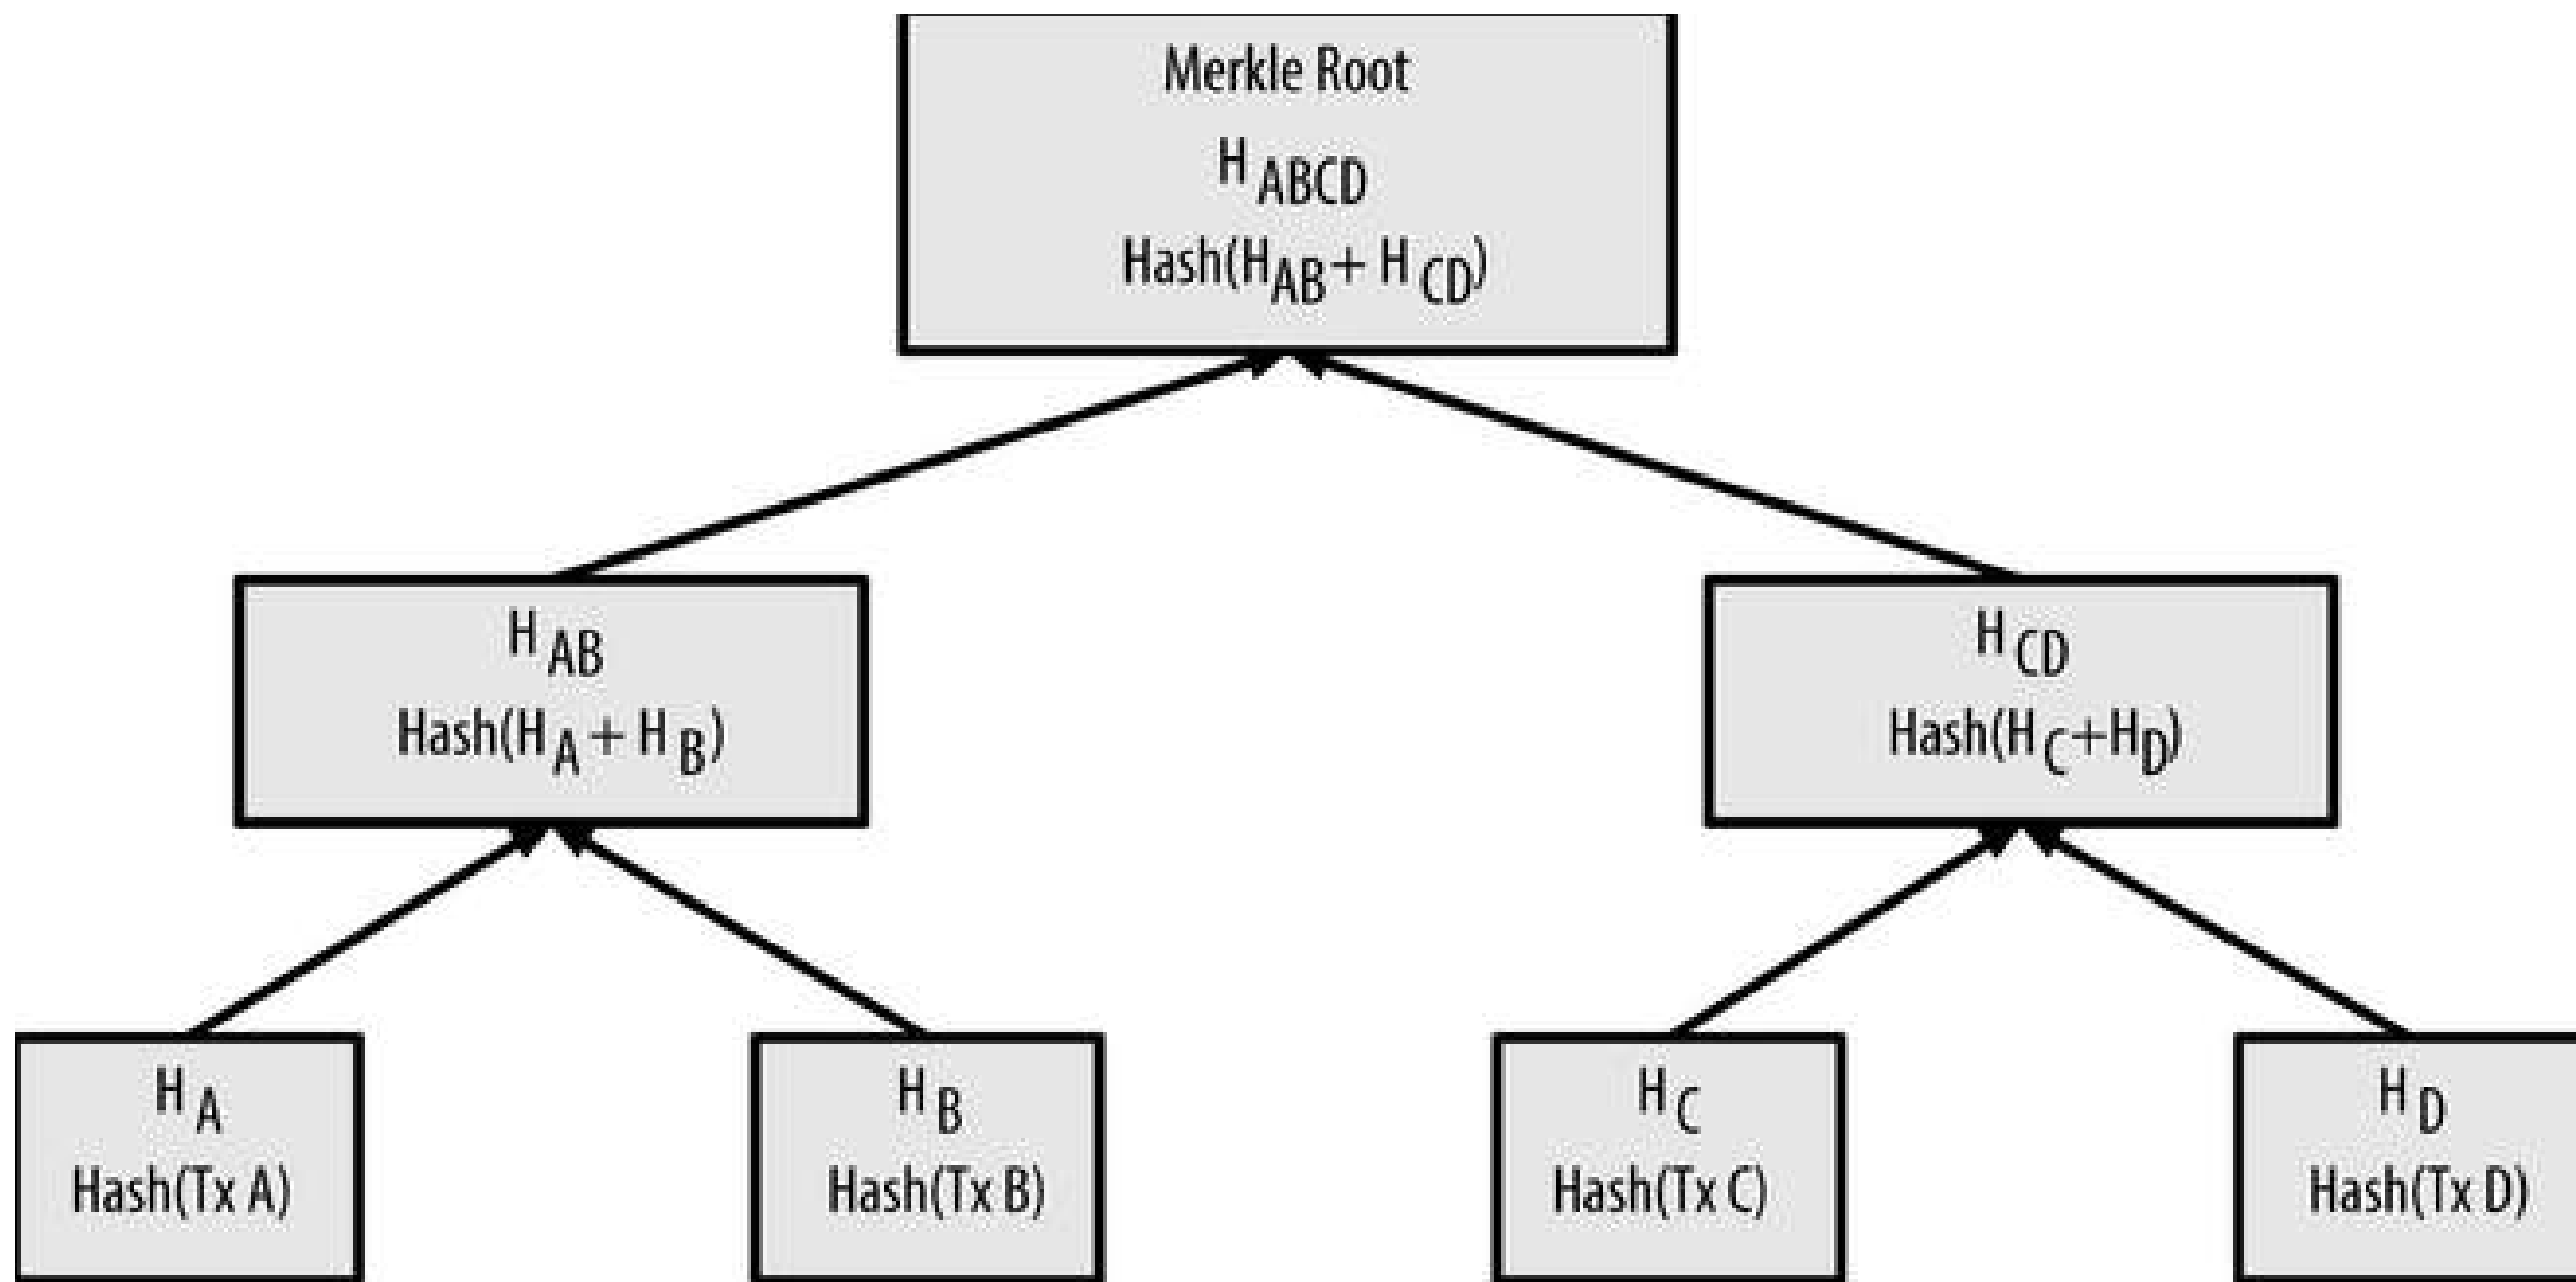 Merkle Root
H ABCD
Hash(HAB+ H CD)
H AB
Hash(H A + H B)
H CD
Hash(H C+HD)
H A
Hash(Tx A)
H B
Hash(Tx B)
H C
Hash(Tx C)
H D
Hash(Tx D)